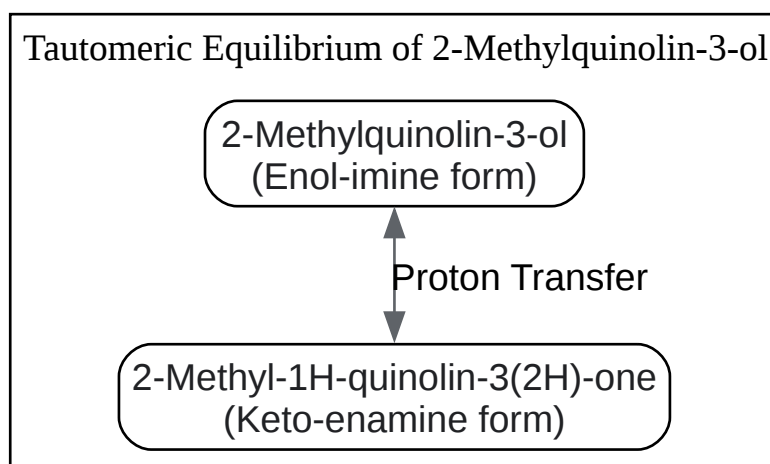 Tautomeric Equilibrium of 2-Methylquinolin-3-ol
2-Methylquinolin-3-ol
(Enol-imine form)
Proton Transfer
2-Methyl-1H-quinolin-3(2H)-one
(Keto-enamine form)